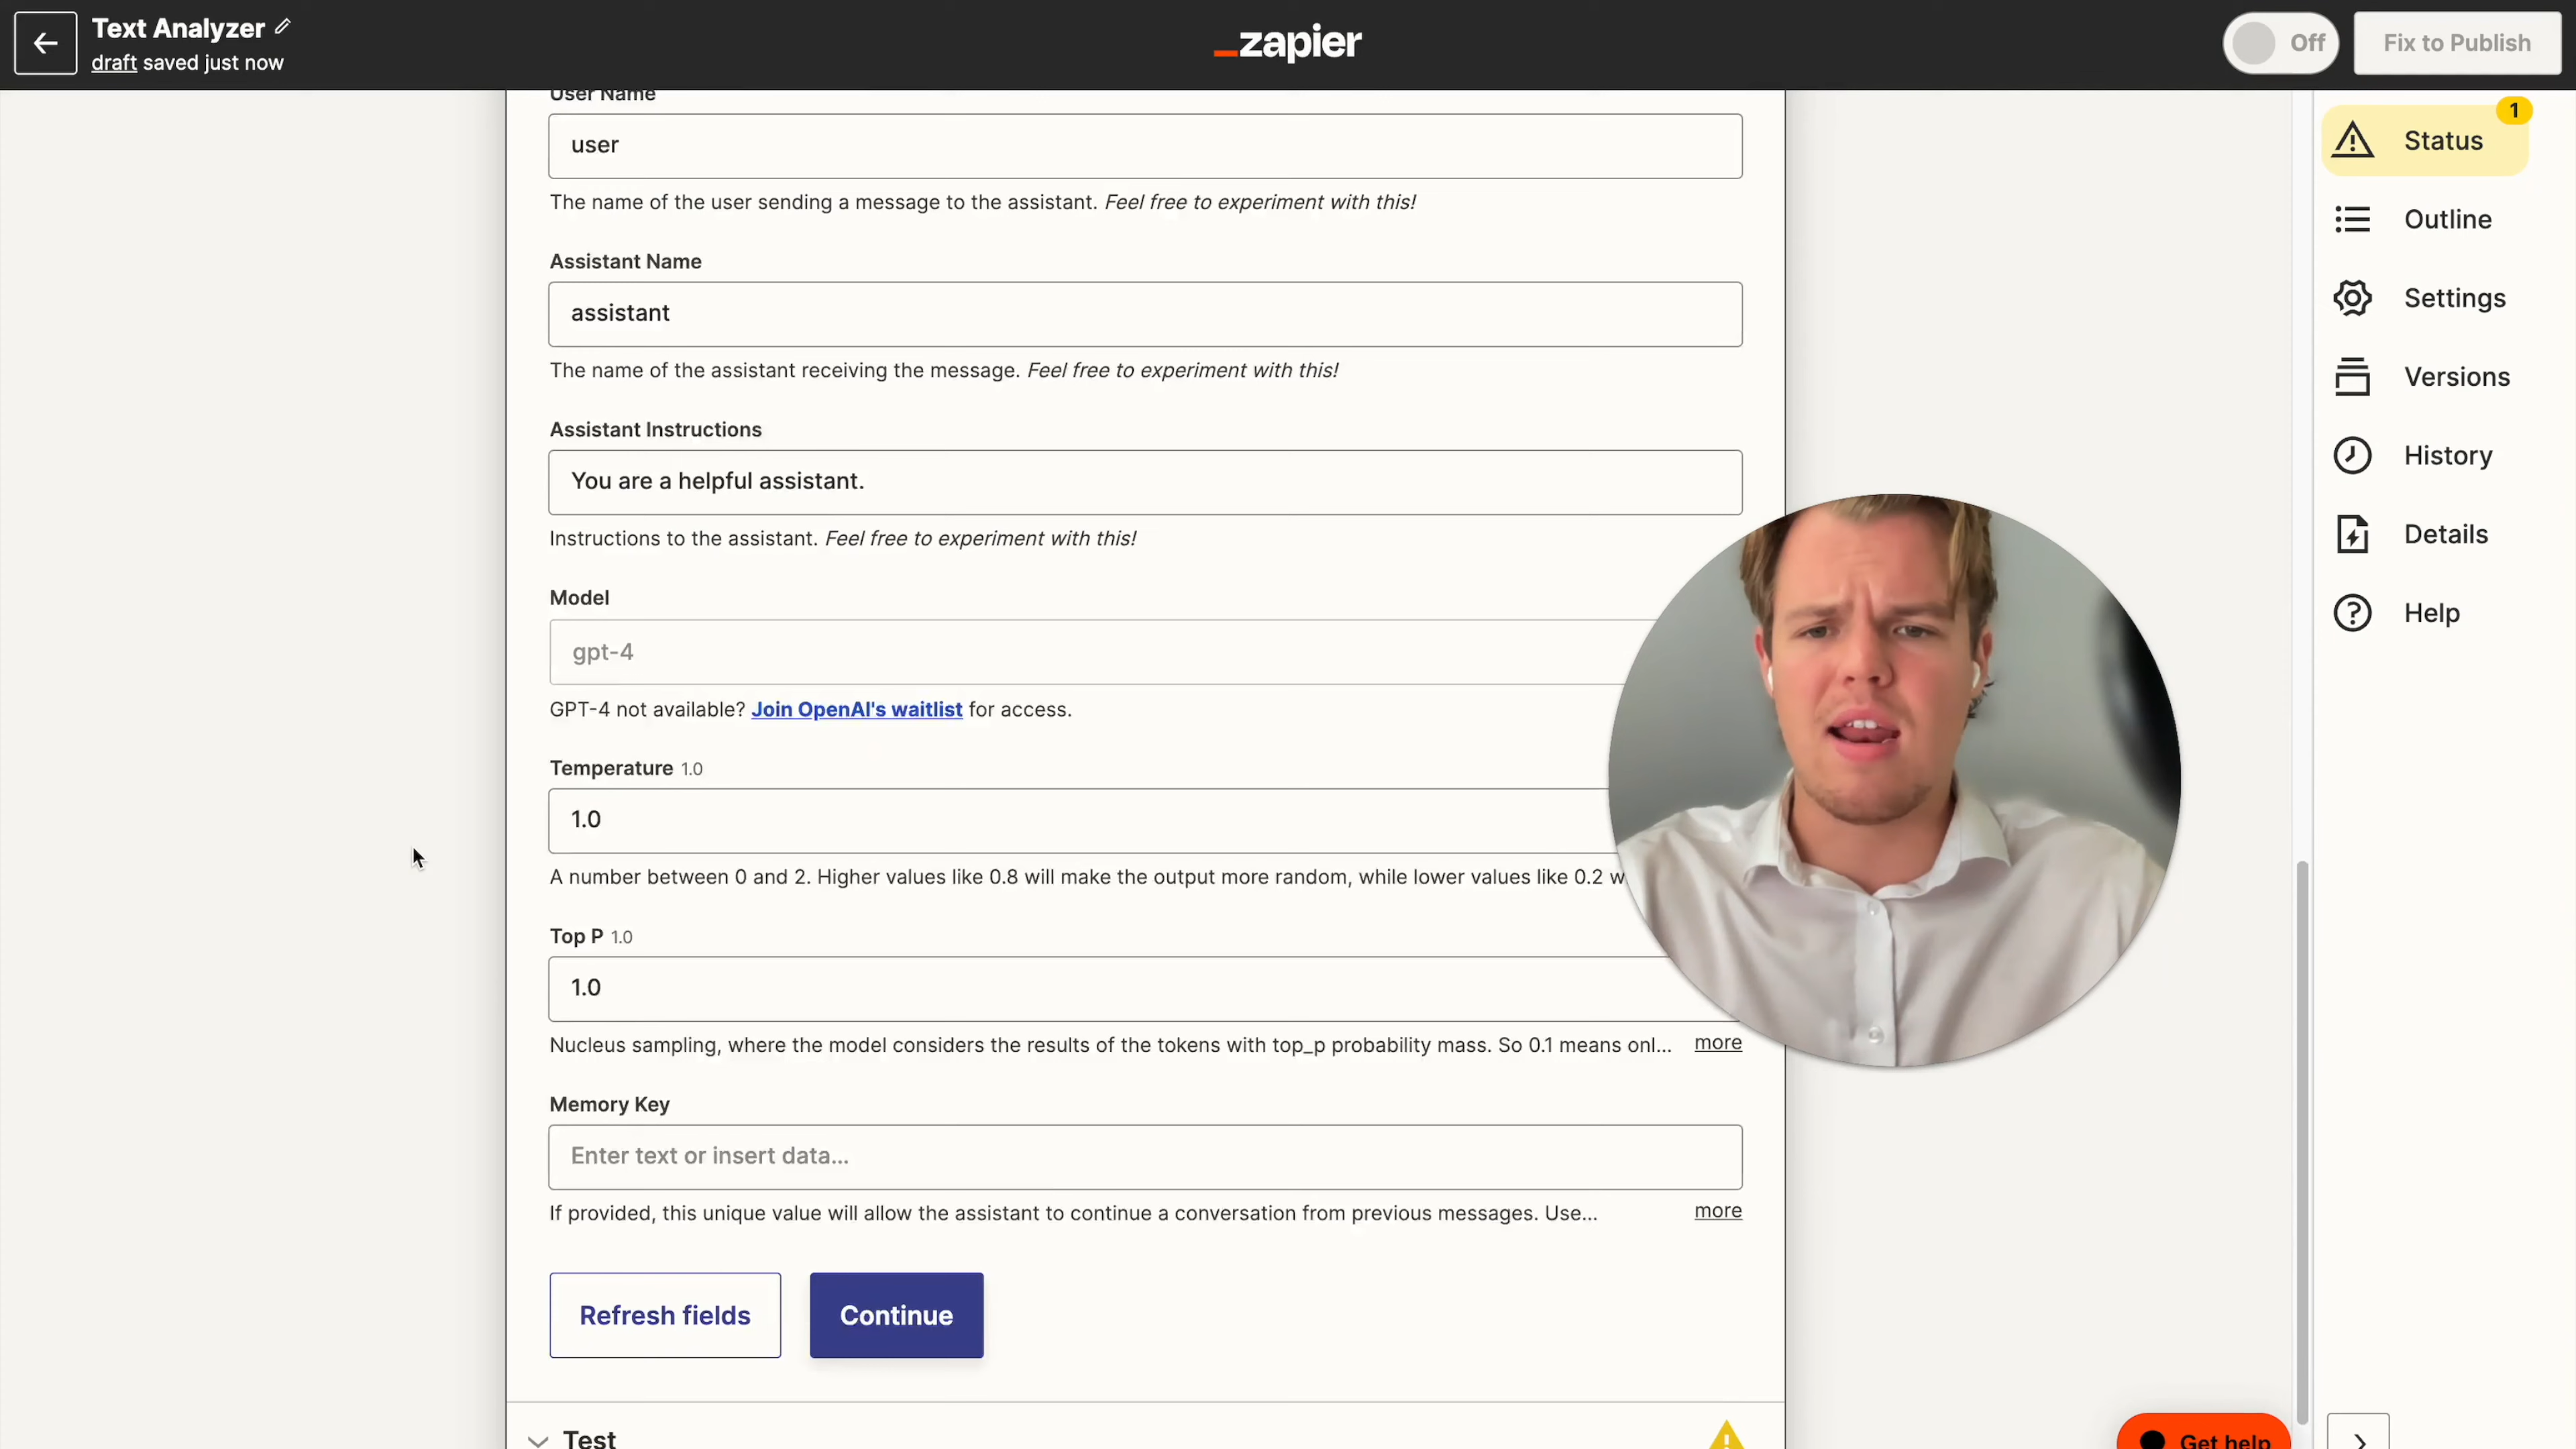 Text Analyzer
draft saved just now
zapier
Off
Fix to Publish
User Name
user
The name of the user sending a message to the assistant. Feel free to experiment with this!
Assistant Name
assistant
The name of the assistant receiving the message. Feel free to experiment with this!
Assistant Instructions
You are a helpful assistant.
Instructions to the assistant. Feel free to experiment with this!
Model
gpt-4
GPT-4 not available? Join OpenAI's waitlist for access.
Temperature 1.0
1.0
A number between 0 and 2. Higher values like 0.8 will make the output more random, while lower values like 0.2 w
Top P 1.0
1.0
Nucleus sampling, where the model considers the results of the tokens with top_p probability mass. So 0.1 means onl... more
Memory Key
Enter text or insert data...
If provided, this unique value will allow the assistant to continue a conversation from previous messages. Use... more
Refresh fields
Continue
Test
1
Status
Outline
Settings
Versions
History
Details
Help
Get help